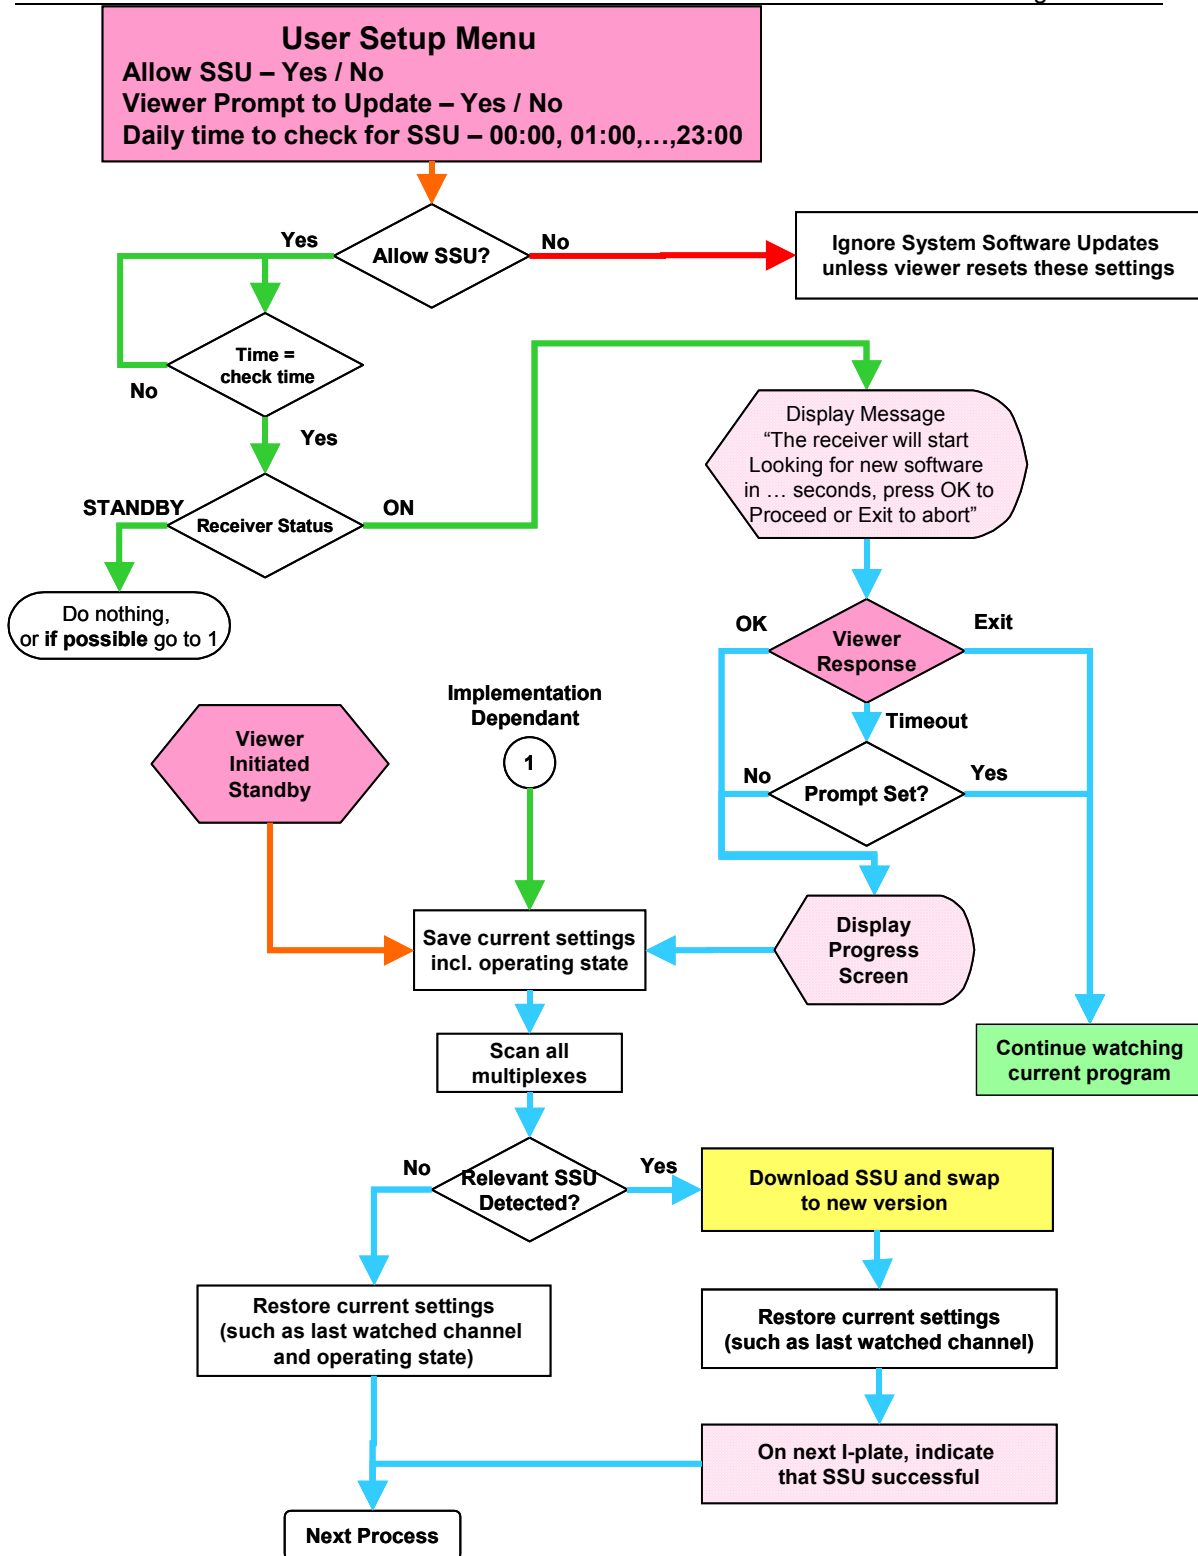 User Setup Menu
Allow SSU – Yes / No
Viewer Prompt to Update – Yes / No
Daily time to check for SSU – 00:00, 01:00,…,23:00
Yes
Allow SSU?
No
Ignore System Software Updates
unless viewer resets these settings
Time =
check time
No
Yes
Display Message
“The receiver will start
Looking for new software
in … seconds, press OK to
Proceed or Exit to abort”
STANDBY
Receiver Status
ON
Do nothing,
or if possible go to 1
OK
Viewer
Response
Exit
Timeout
Implementation
Dependant
1
Viewer
Initiated
Standby
No
Prompt Set?
Yes
Save current settings
incl. operating state
Display
Progress
Screen
Scan all
multiplexes
Continue watching
current program
No
Relevant SSU
Detected?
Yes
Download SSU and swap
to new version
Restore current settings
(such as last watched channel
and operating state)
Restore current settings
(such as last watched channel)
On next I-plate, indicate
that SSU successful
Next Process